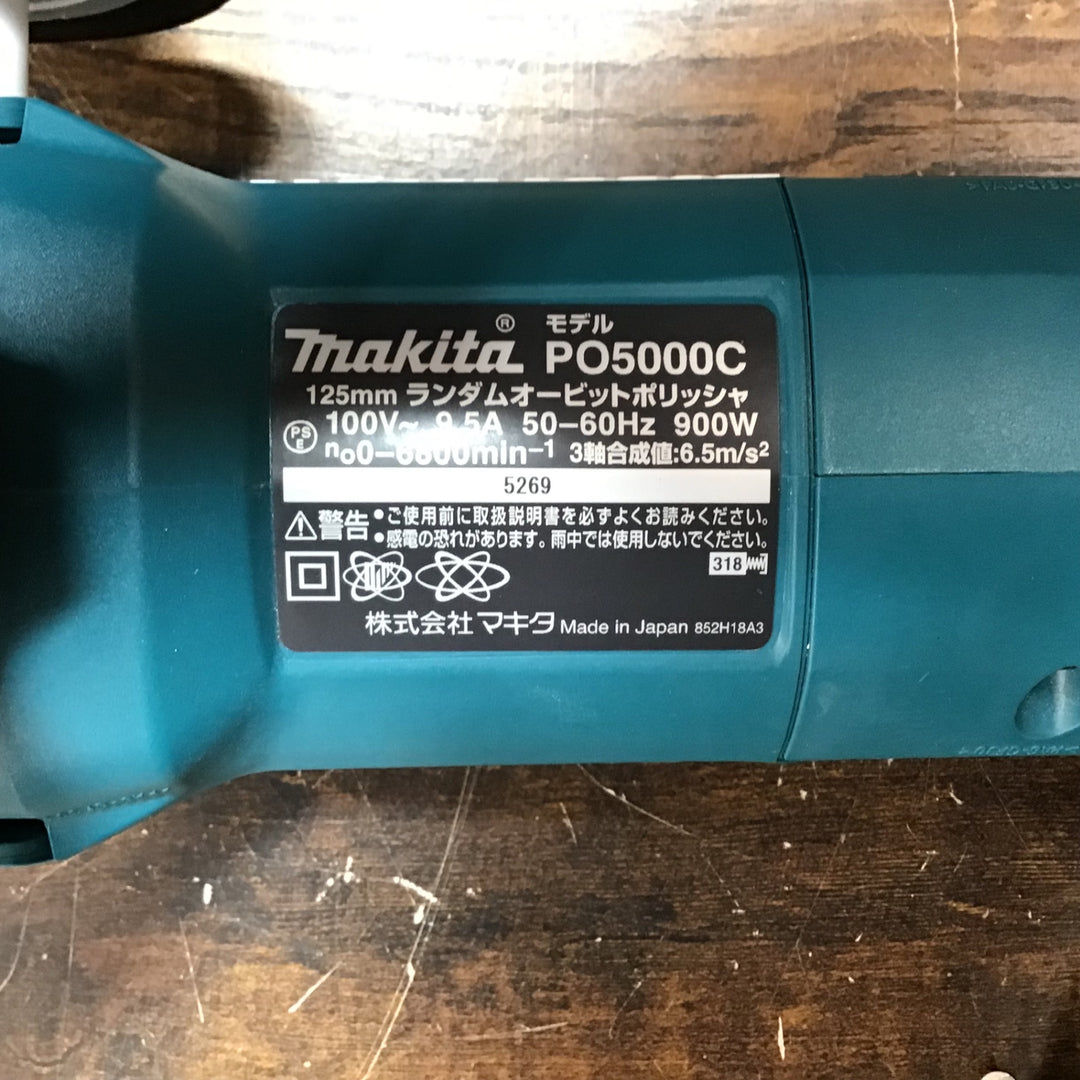 makita® モデル PO5000C
125mm ランダムオービットポリッシャ
PSE 100V~ 9.5A 50-60Hz 900W
n₀0-6800min⁻¹ 3軸合成値:6.5m/s²
5269
警告 •ご使用前に取扱説明書を必ずよくお読みください。
•感電の恐れがあります。雨中では使用しないでください。
318
株式会社 マキタ Made in Japan 852H18A3